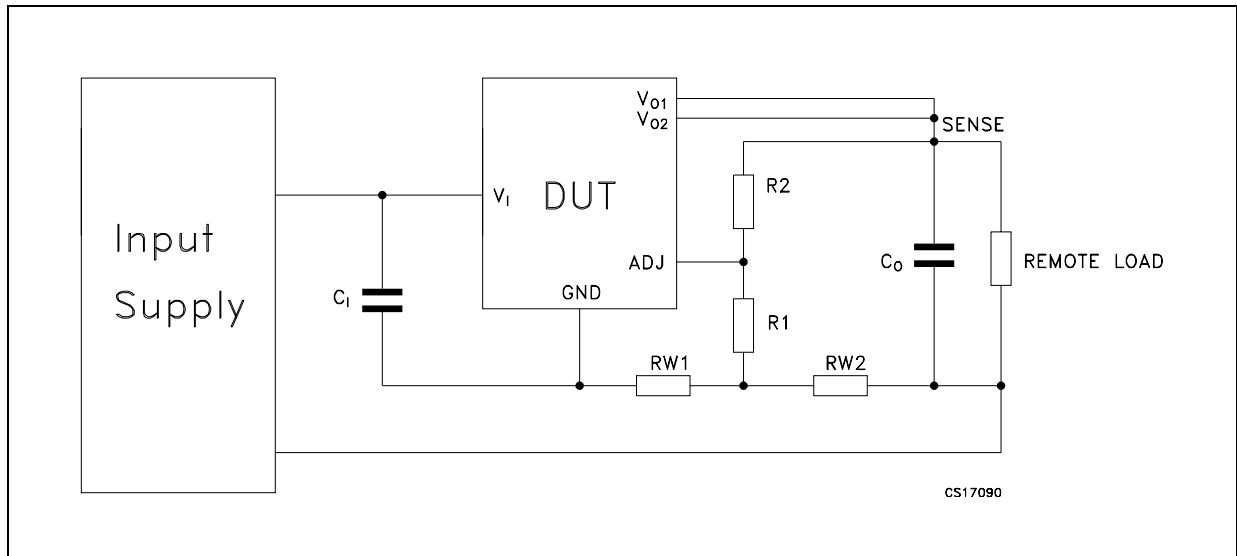 Input
Supply
C_I
V_I
DUT
V_O1
V_O2
ADJ
GND
SENSE
R2
R1
RW1
RW2
C_O
REMOTE LOAD
CS17090